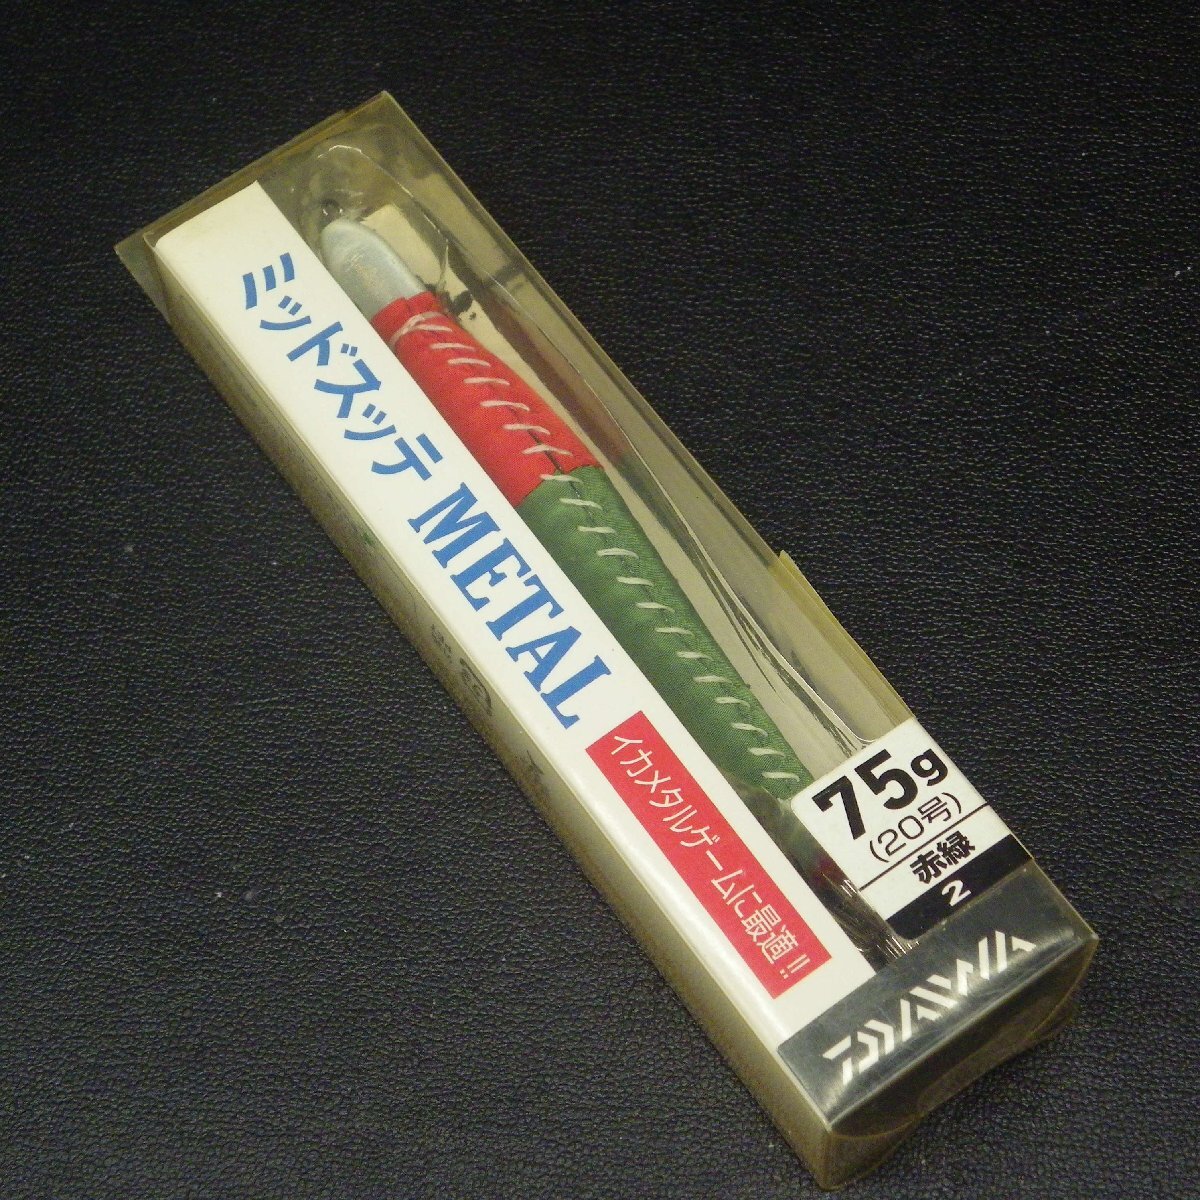 ミッドスッテ METAL
イカメタルゲームに最適!!
75g
(20号)
赤緑
2
DAIWA